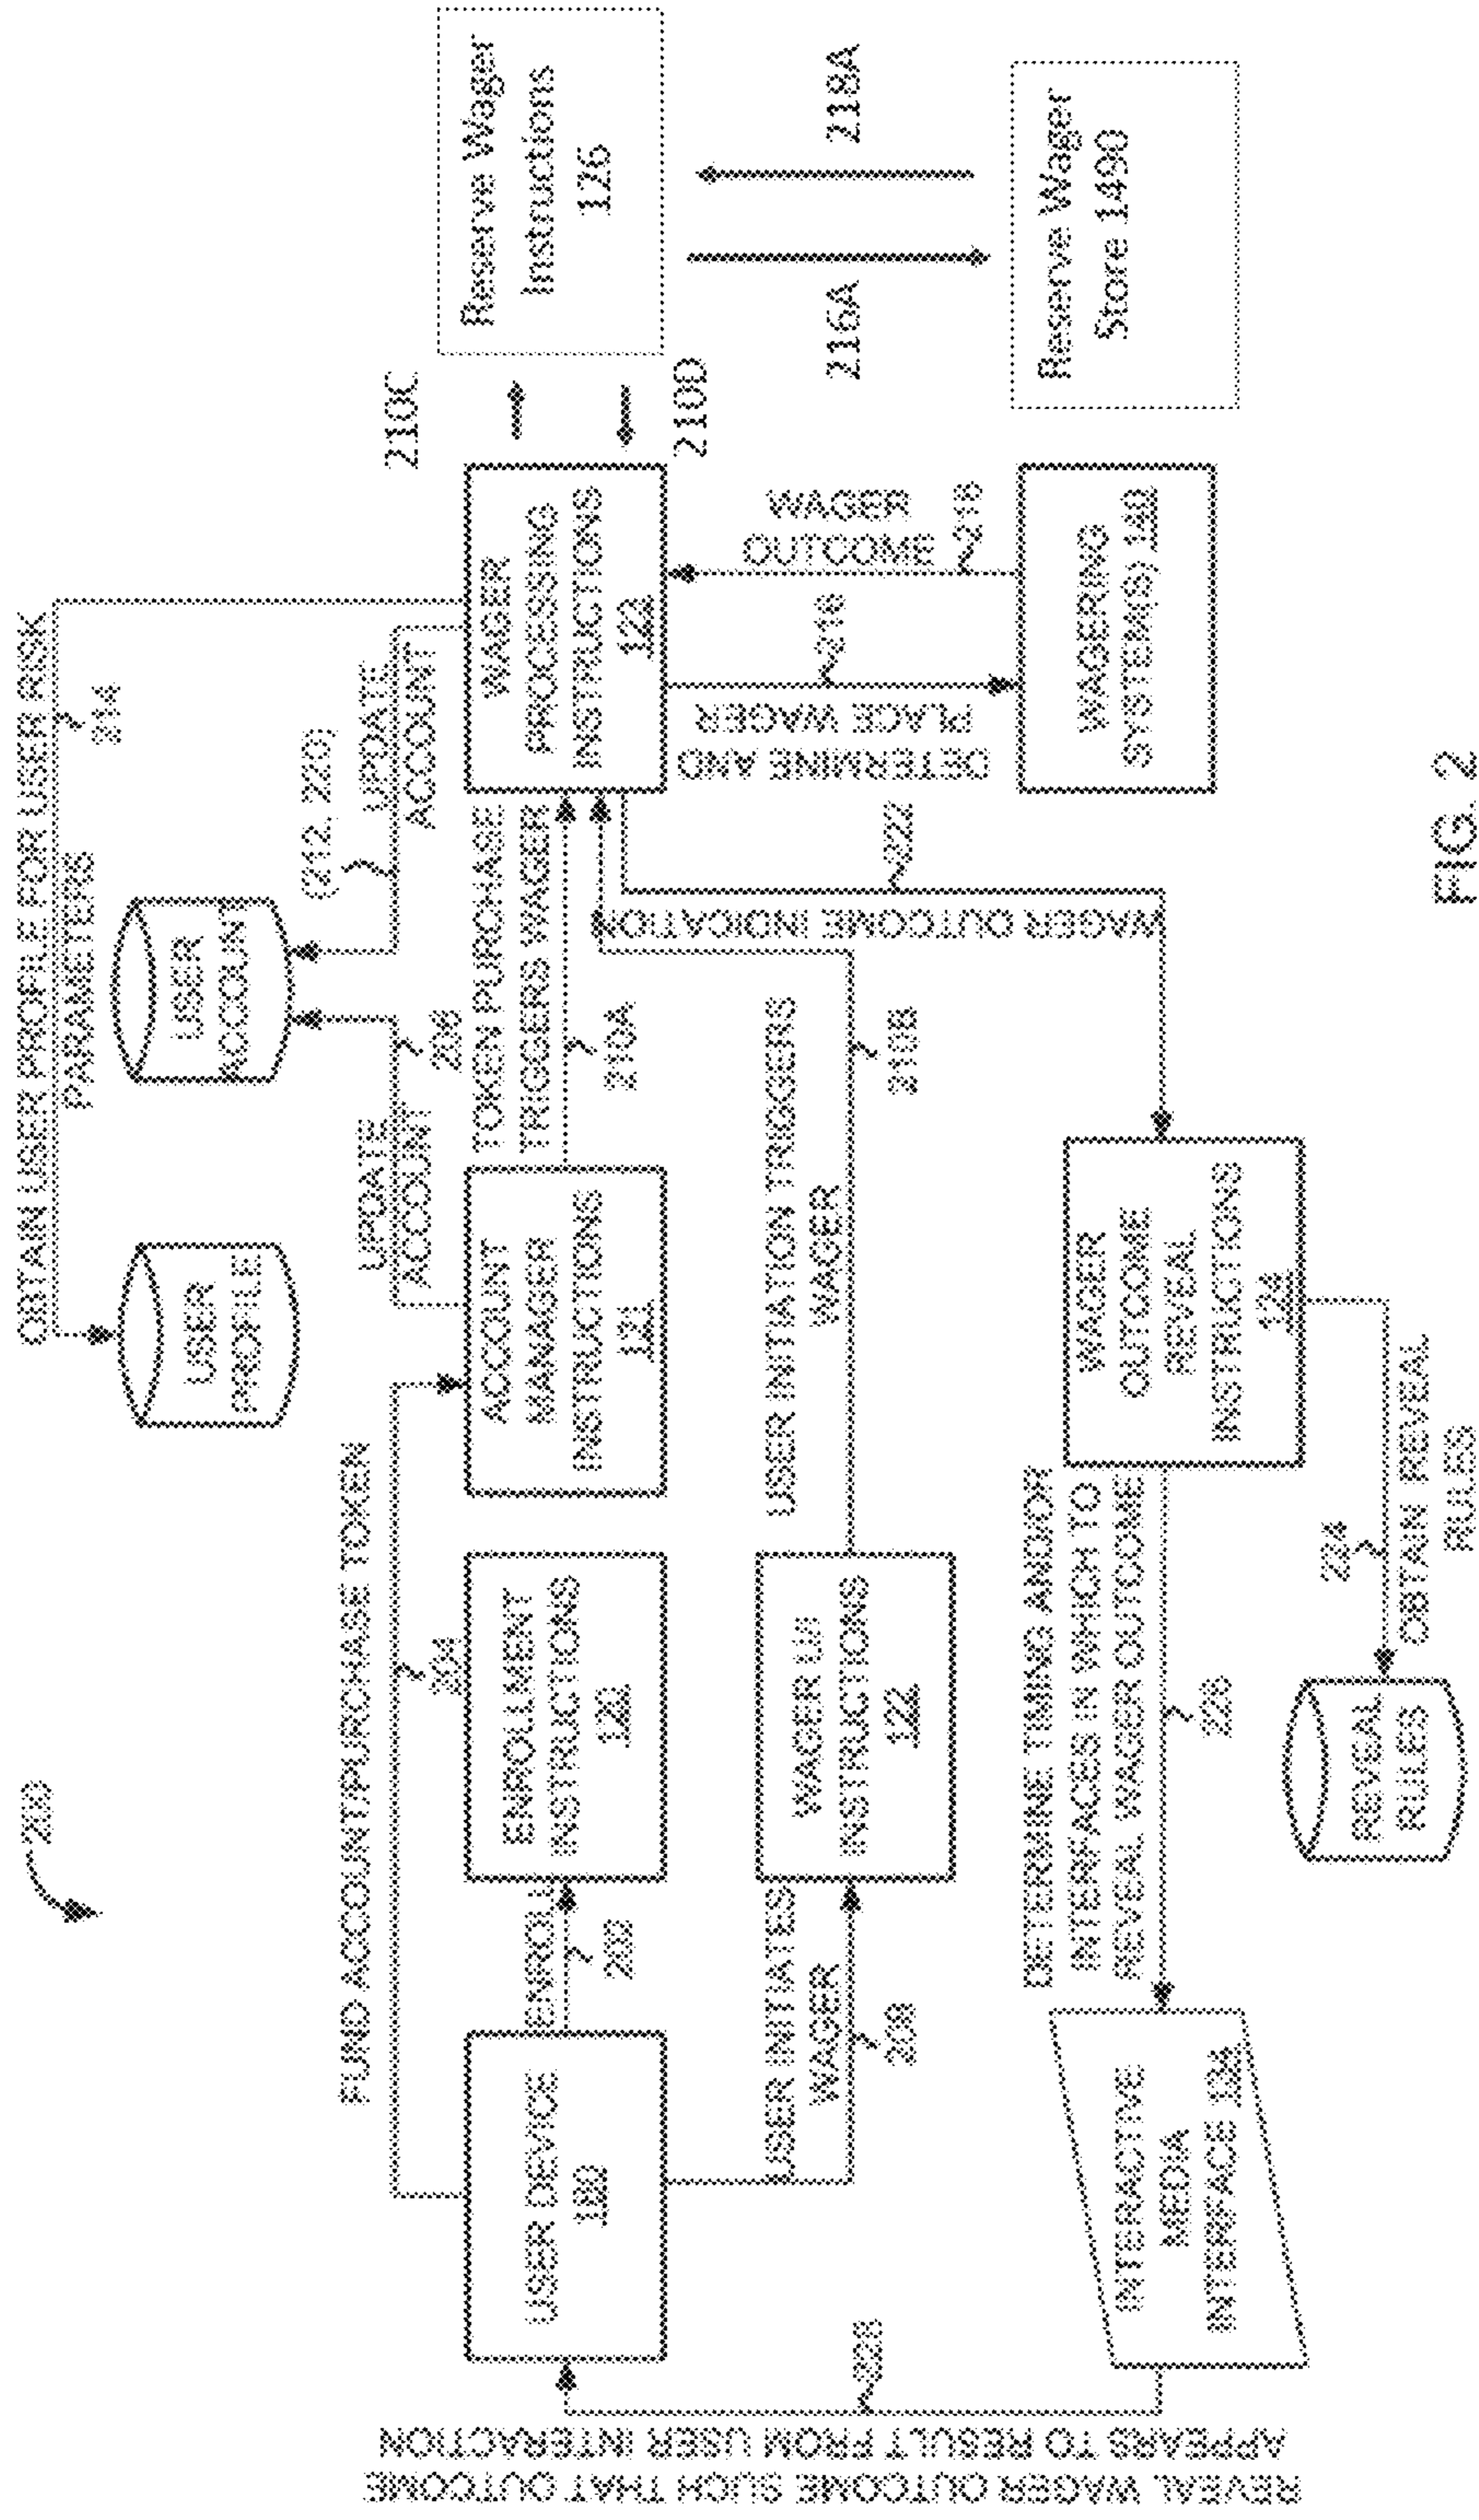 200
OBTAIN USER PROFILE FOR USER RISK
PARAMETERS
214
USER
PROFILE
USER
ACCOUNT
(212, 220)
UPDATE
ACCOUNT
FUND ACCOUNT/PURCHASE TOKEN
204
UPDATE
ACCOUNT
206
USER DEVICE
180
ENROLL
202
ENROLLMENT
INSTRUCTIONS
120
ACCOUNT
MANAGER
INSTRUCTIONS
121
TOKEN PURCHASE
TRIGGERS WAGER
210A
WAGER
PROCESSING
INSTRUCTIONS
123
210C
210D
Reserve Wager
Instructions
126
USER INITIATES
WAGER
208
WAGER UI
INSTRUCTIONS
122
USER INITIATION TRIGGERS
WAGER
210B
DETERMINE AND
PLACE WAGER
216
WAGER
OUTCOME
216
WAGERING
SYSTEM(S) 140
216A
218A
Reserve Wager
Store 1490
WAGER OUTCOME INDICATION
222
WAGER
OUTCOME
REVEAL
INSTRUCTIONS
124
OBTAIN REVEAL
RULES
224
REVEAL
RULES
DETERMINE TIMING AND/OR
INTERFACES IN WHICH TO
REVEAL WAGER OUTCOME
226
INTERACTIVE
MEDIA
INTERFACE 134
REVEAL WAGER OUTCOME SUCH THAT OUTCOME
APPEARS TO RESULT FROM USER INTERACTION
228
FIG. 2